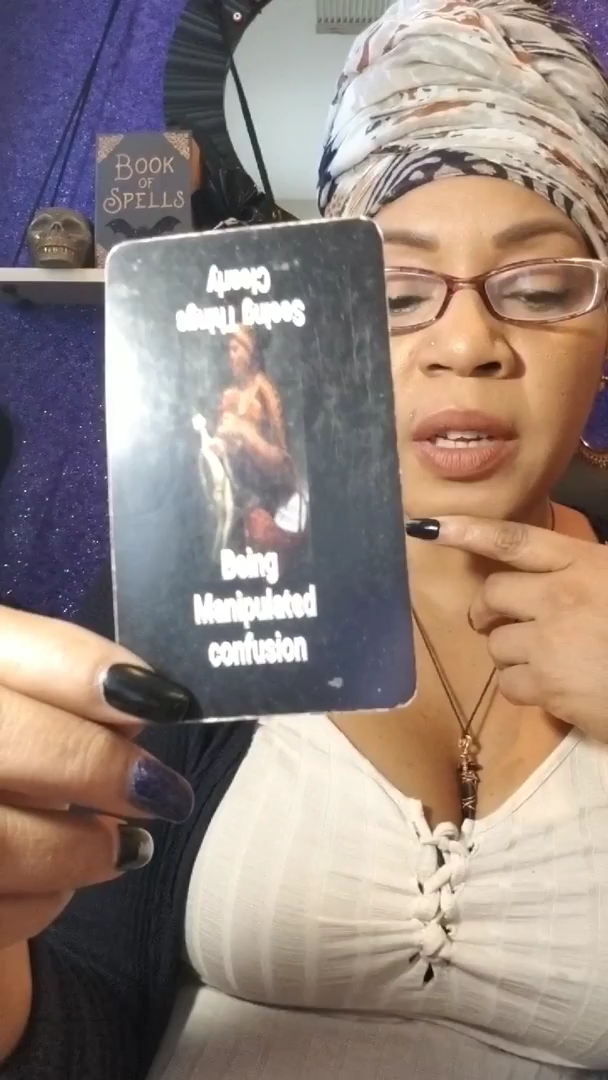 BOOK
OF
SPELLS
Seeing Things
Clearly
Being
Manipulated
confusion